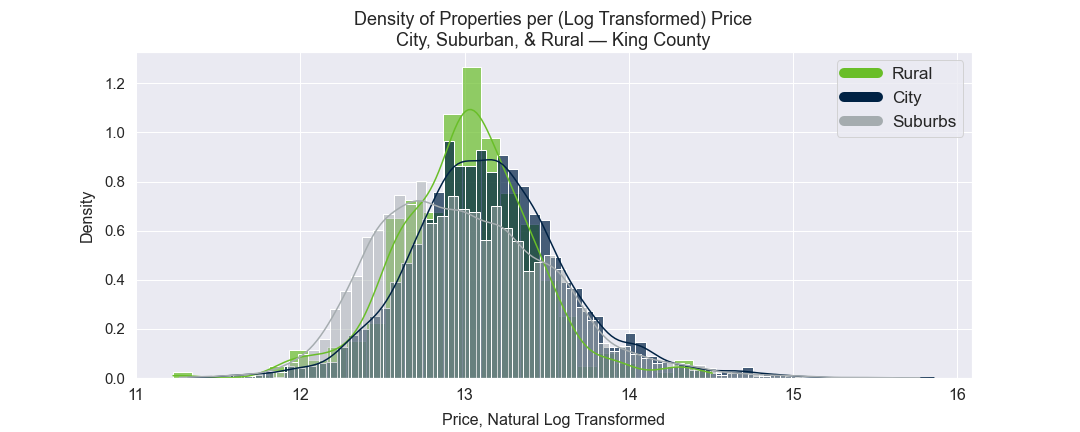 Density of Properties per (Log Transformed) Price
City, Suburban, & Rural — King County
Rural
City
Suburbs
Density
1.2
1.0
0.8
0.6
0.4
0.2
0.0
11
12
13
14
15
16
Price, Natural Log Transformed